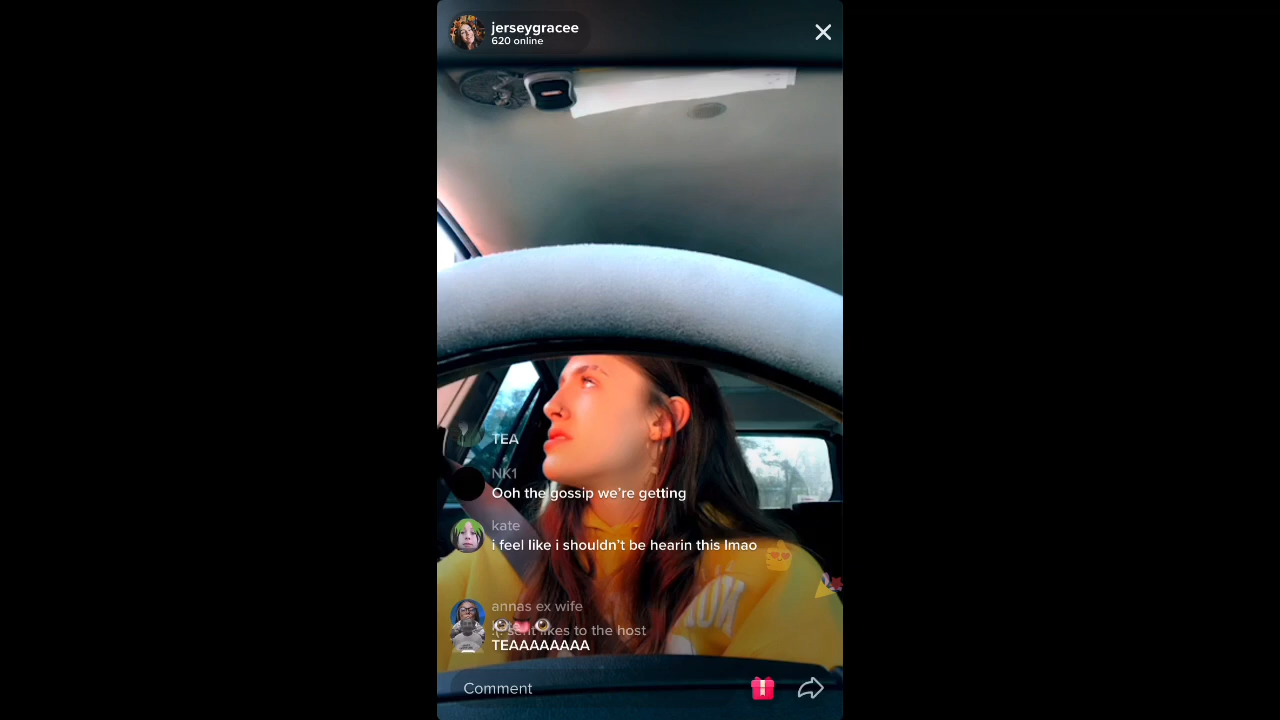 jerseygracee
620 online
TEA
NK1
Ooh the gossip we're getting
kate
i feel like i shouldn't be hearin this lmao
annas ex wife
sent likes to the host
TEAAAAAAAA
Comment